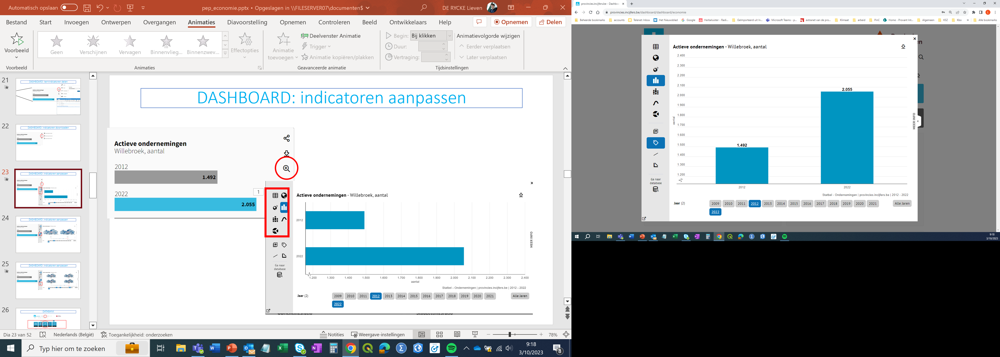 Automatisch opslaan
pep_economie.pptx • Opgeslagen in \\FILESERVER07\documenten$
DE RYCKE Lieven
Bestand Start Invoegen Ontwerpen Overgangen Animaties Diavoorstelling Opnemen Controleren Beeld Ontwikkelaars Help
Opnemen Delen
Voorbeeld
Voorbeeld
Geen Verschijnen Vervagen Binnenvlieg... Binnenzwev...
Effectopties
Animaties
Animatie toevoegen
Deelvenster Animatie
Trigger
Animatie kopiëren/plakken
Geavanceerde animatie
Begin: Bij klikken
Duur:
Vertraging:
Animatievolgorde wijzigen
Eerder verplaatsen
Later verplaatsen
Tijdsinstellingen
21
DASHBOARD: kernindicatoren delen
22
DASHBOARD: indicatoren downloaden
23
DASHBOARD: indicatoren aanpassen
24
DASHBOARD: indicatoren aanpassen
25
DASHBOARD: indicatoren aanpassen
26
DATABANK
DASHBOARD: indicatoren aanpassen
Actieve ondernemingen
Willebroek, aantal
2012
1.492
2022
2.055
1
Actieve ondernemingen - Willebroek, aantal
2012
2022
1.200 1.300 1.400 1.500 1.600 1.700 1.800 1.900 2.000 2.100 2.200 2.300 2.400
aantal
MEER INFO
Ga naar
database
Statbel - Ondernemingen | provincies.incijfers.be | 2012 - 2022
Jaar (2) 2009 2010 2011 2012 2013 2014 2015 2016 2017 2018 2019 2020 2021 Alle Jaren
2022
Dia 23 van 52 Nederlands (België) Toegankelijkheid: onderzoeken
Notities Weergave-instellingen 78%
Typ hier om te zoeken
9:18
3/10/2023
8
provincies.incijfers.be - Dashbo
provincies.incijfers.be/dashboard/dashboard/economie
Beheerde bookmarks accounts Telenet: Inbox Het Nieuwsblad Google Herbeluister - Radi... Geïmporteerd uit In... Microsoft Teams - p... extranet van de pro... Klimaat arbeid PinC Home - Provant Int... Algemeen KSZ Kbo » Alle bookmarks
Actieve ondernemingen - Willebroek, aantal
2.400
2.300
2.200
2.100
2.000
1.900
1.800
1.700
1.600
1.500
1.400
1.300
1.200
aantal
1.492
2.055
2012 2022
MEER INFO
Ga naar
database
Statbel - Ondernemingen | provincies.incijfers.be | 2012 - 2022
Jaar (2) 2009 2010 2011 2012 2013 2014 2015 2016 2017 2018 2019 2020 2021 Alle Jaren
2022
9:18
3/10/2023